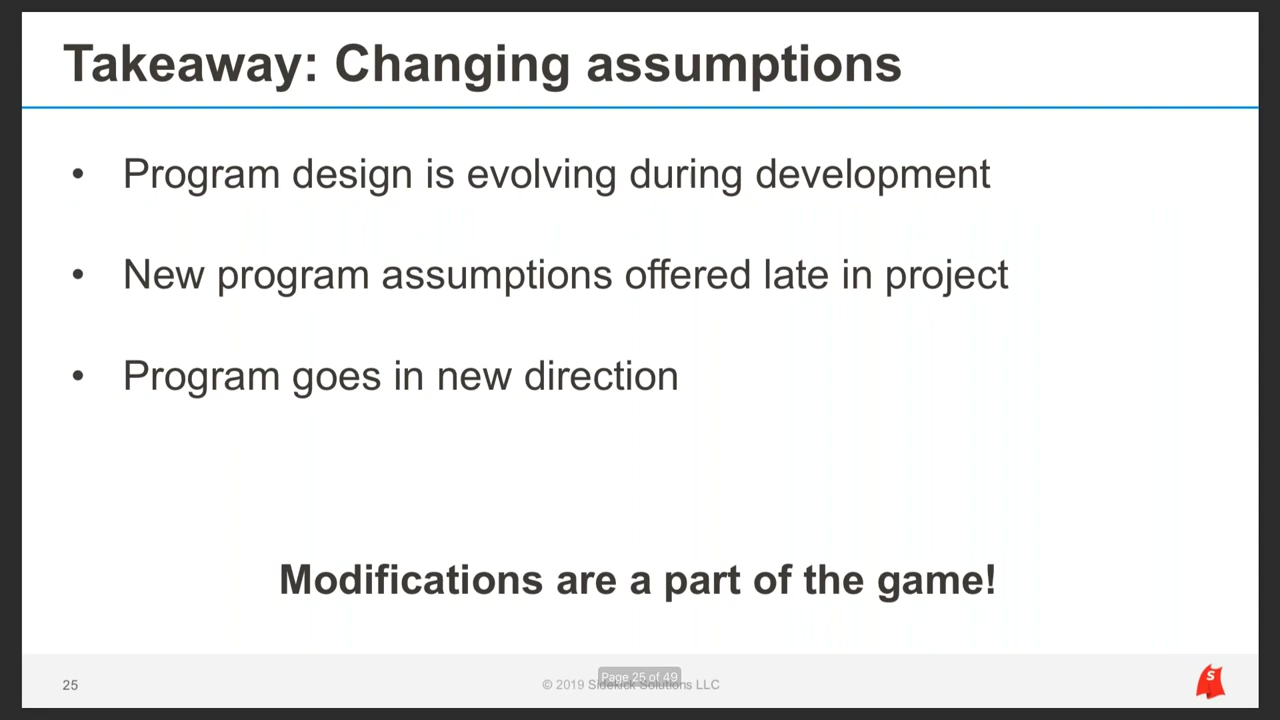 Takeaway: Changing assumptions
• Program design is evolving during development
• New program assumptions offered late in project
• Program goes in new direction
Modifications are a part of the game!
25
Page 25 of 49
© 2019 Sidekick Solutions LLC
S